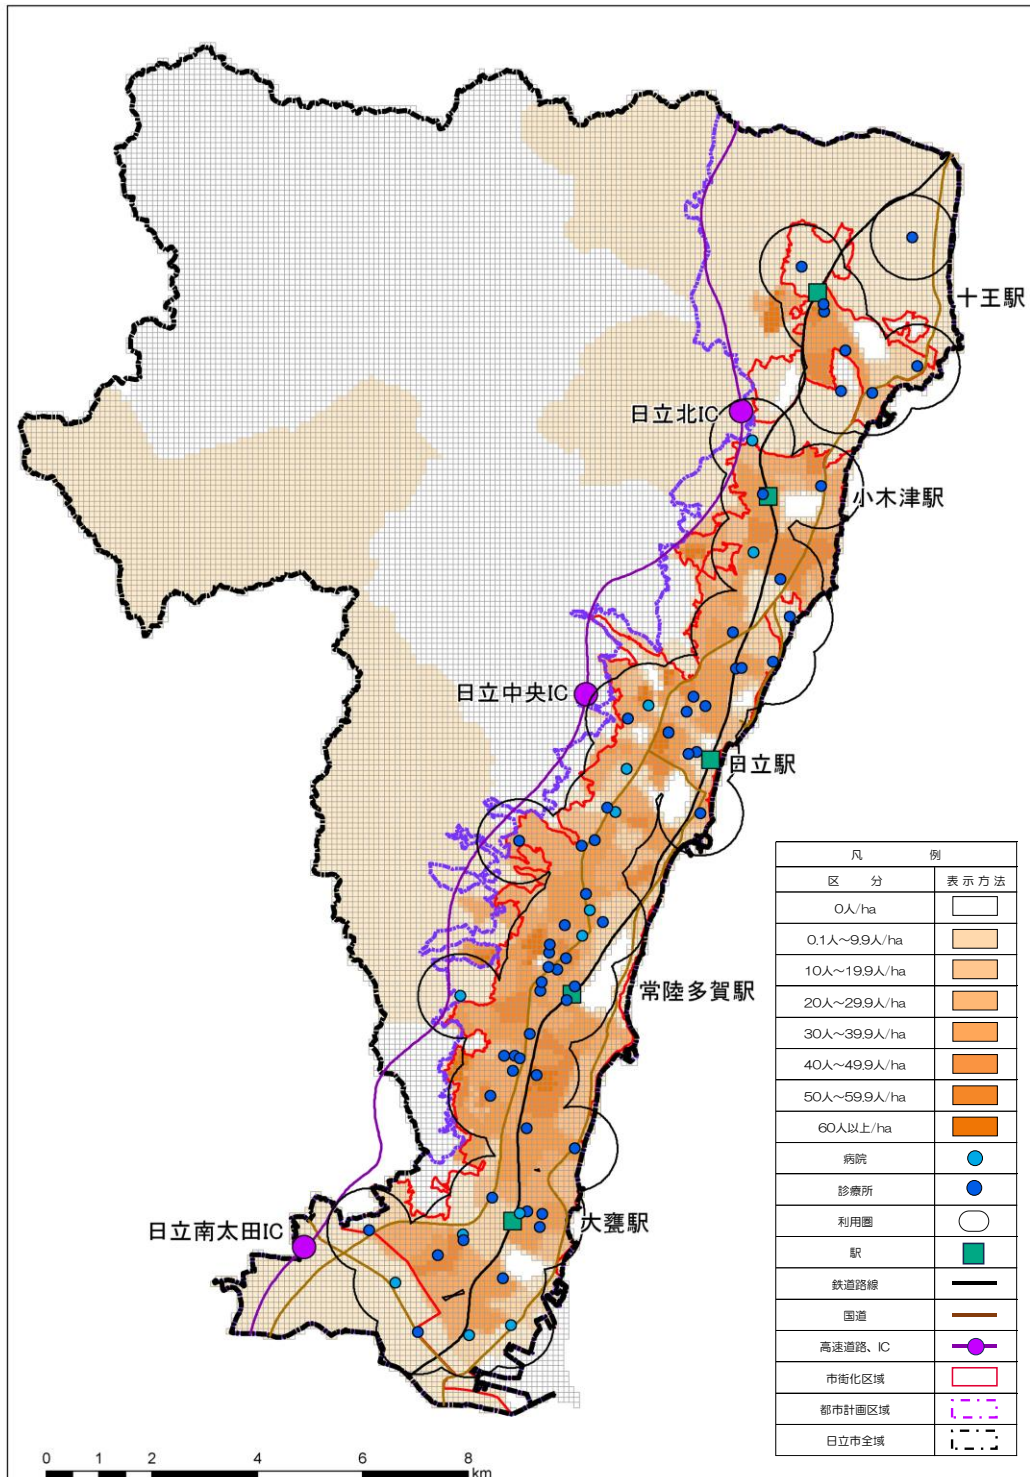 十王駅
日立北IC
小木津駅
日立中央IC
日立駅
常陸多賀駅
大甕駅
日立南太田IC
凡 例
区 分 表示方法
0人/ha
0.1人～9.9人/ha
10人～19.9人/ha
20人～29.9人/ha
30人～39.9人/ha
40人～49.9人/ha
50人～59.9人/ha
60人以上/ha
病院
診療所
利用圏
駅
鉄道路線
国道
高速道路、IC
市街化区域
都市計画区域
日立市全域
0 1 2 4 6 8
km